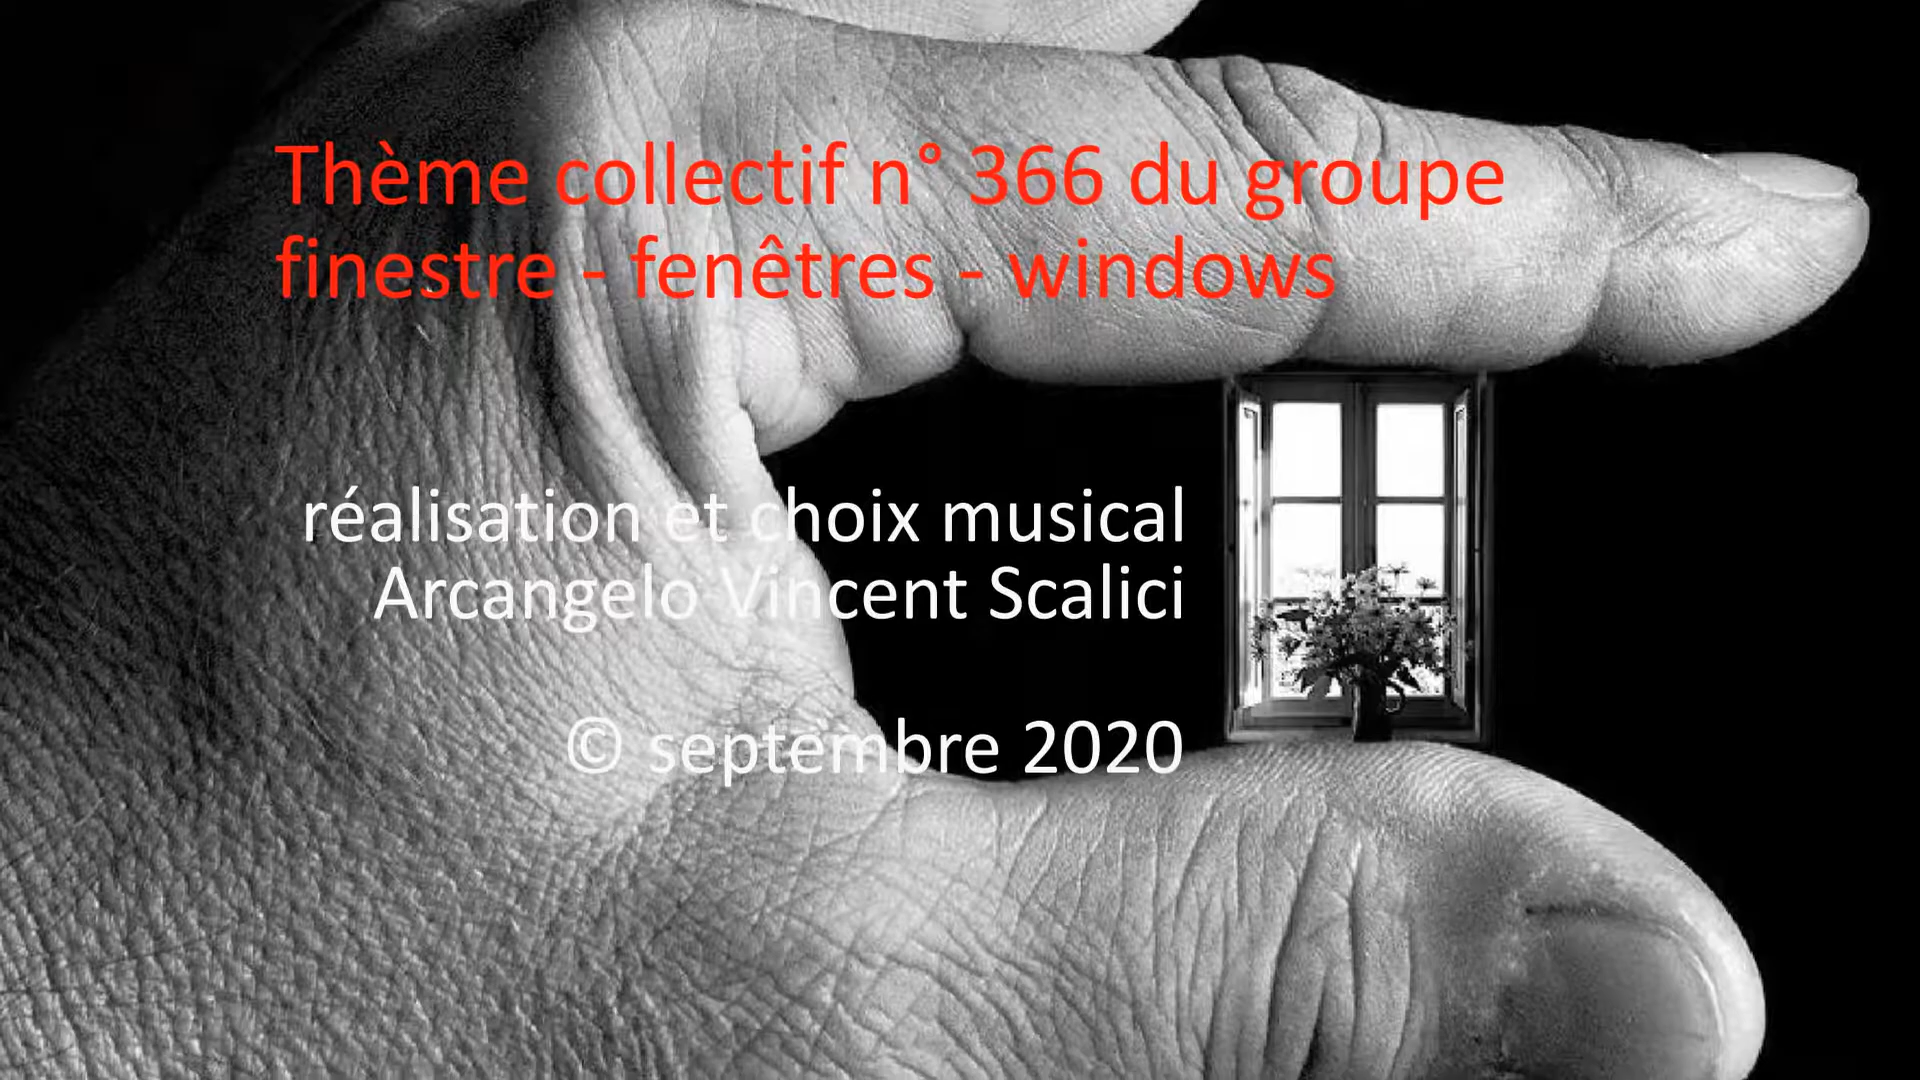 Thème collectif n° 366 du groupe
finestre - fenêtres - windows
réalisation et choix musical
Arcangelo Vincent Scalici
© septembre 2020